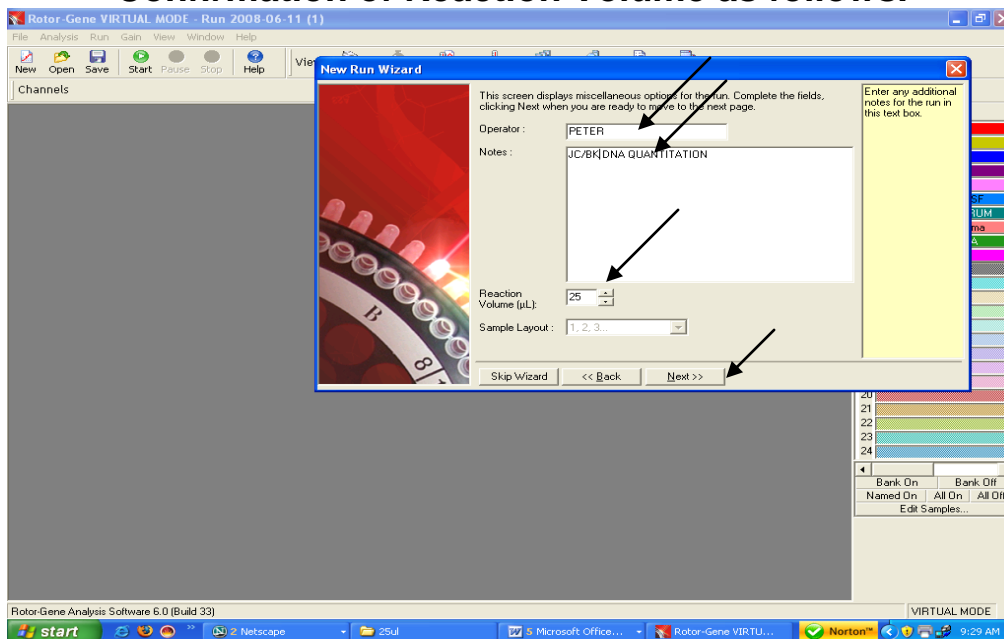 Confirmation of Reaction Volume as follows:
Rotor-Gene VIRTUAL MODE - Run 2008-06-11 (1)
File Analysis Run Gain View Window Help
New Open Save Start Pause Stop Help
Channels
New Run Wizard
This screen displays miscellaneous options for the run. Complete the fields,
clicking Next when you are ready to move to the next page.
Operator :
PETER
Notes :
JC/BK DNA QUANTITATION
Reaction
Volume (µL):
25
Sample Layout :
1, 2, 3...
Skip Wizard << Back Next >>
Enter any additional
notes for the run in
this text box.
B
8
20
21
22
23
24
Bank On Bank Off
Named On All On All Off
Edit Samples...
Rotor-Gene Analysis Software 6.0 (Build 33)
VIRTUAL MODE
start 2 Netscape 25ul 5 Microsoft Office... Rotor-Gene VIRTU... Norton™ 9:29 AM